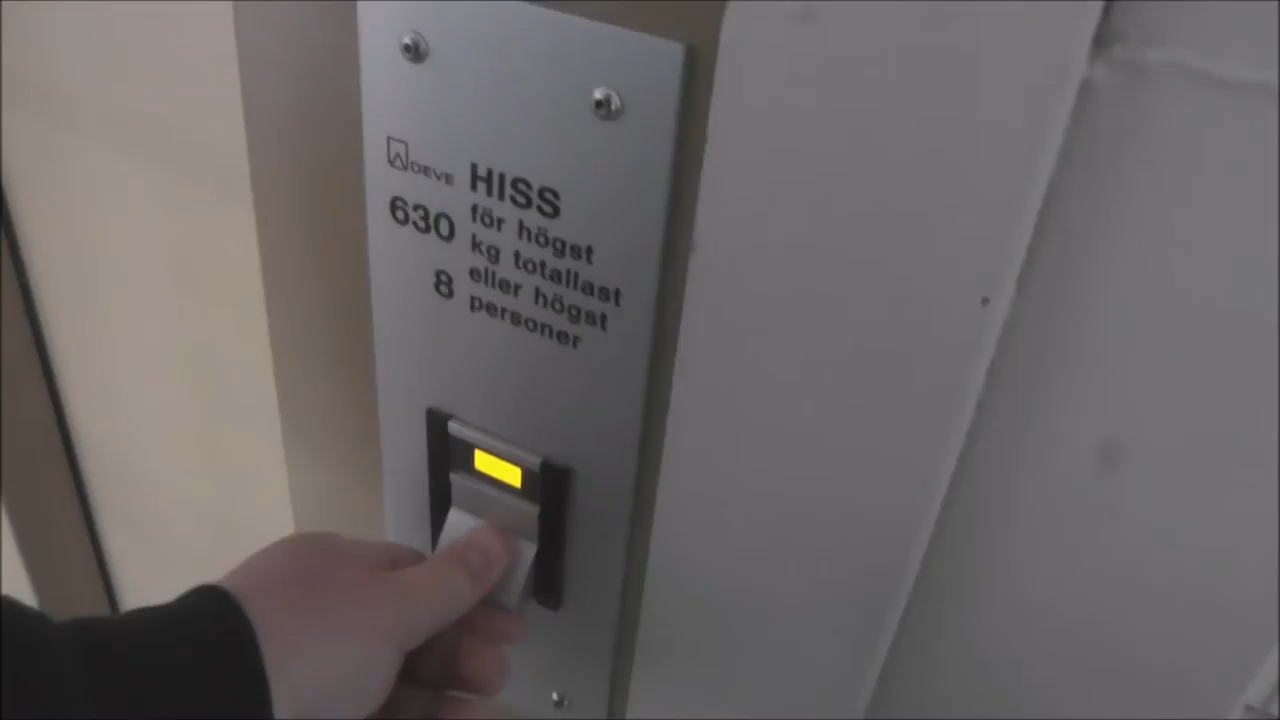 DEVE HISS
för högst
630 kg totallast
8 eller högst
personer